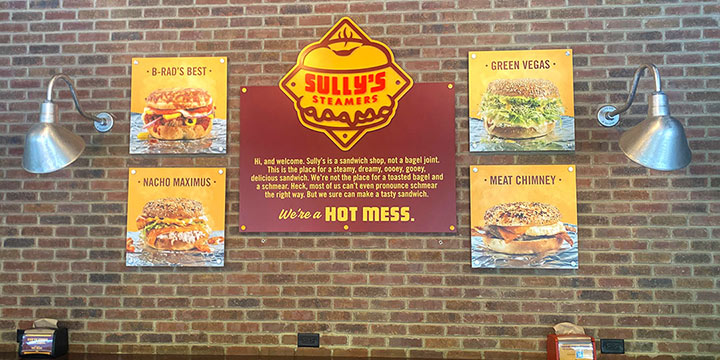 B-RAD'S BEST
NACHO MAXIMUS
SULLY'S
STEAMERS
Hi, and welcome. Sully's is a sandwich shop, not a bagel joint.
This is the place for a steamy, dreamy, oooey, gooey,
delicious sandwich. We're not the place for a toasted bagel and
a schmear. Heck, most of us can't even pronounce schmear
the right way. But we sure can make a tasty sandwich.
We're a HOT MESS.
GREEN VEGAS
MEAT CHIMNEY